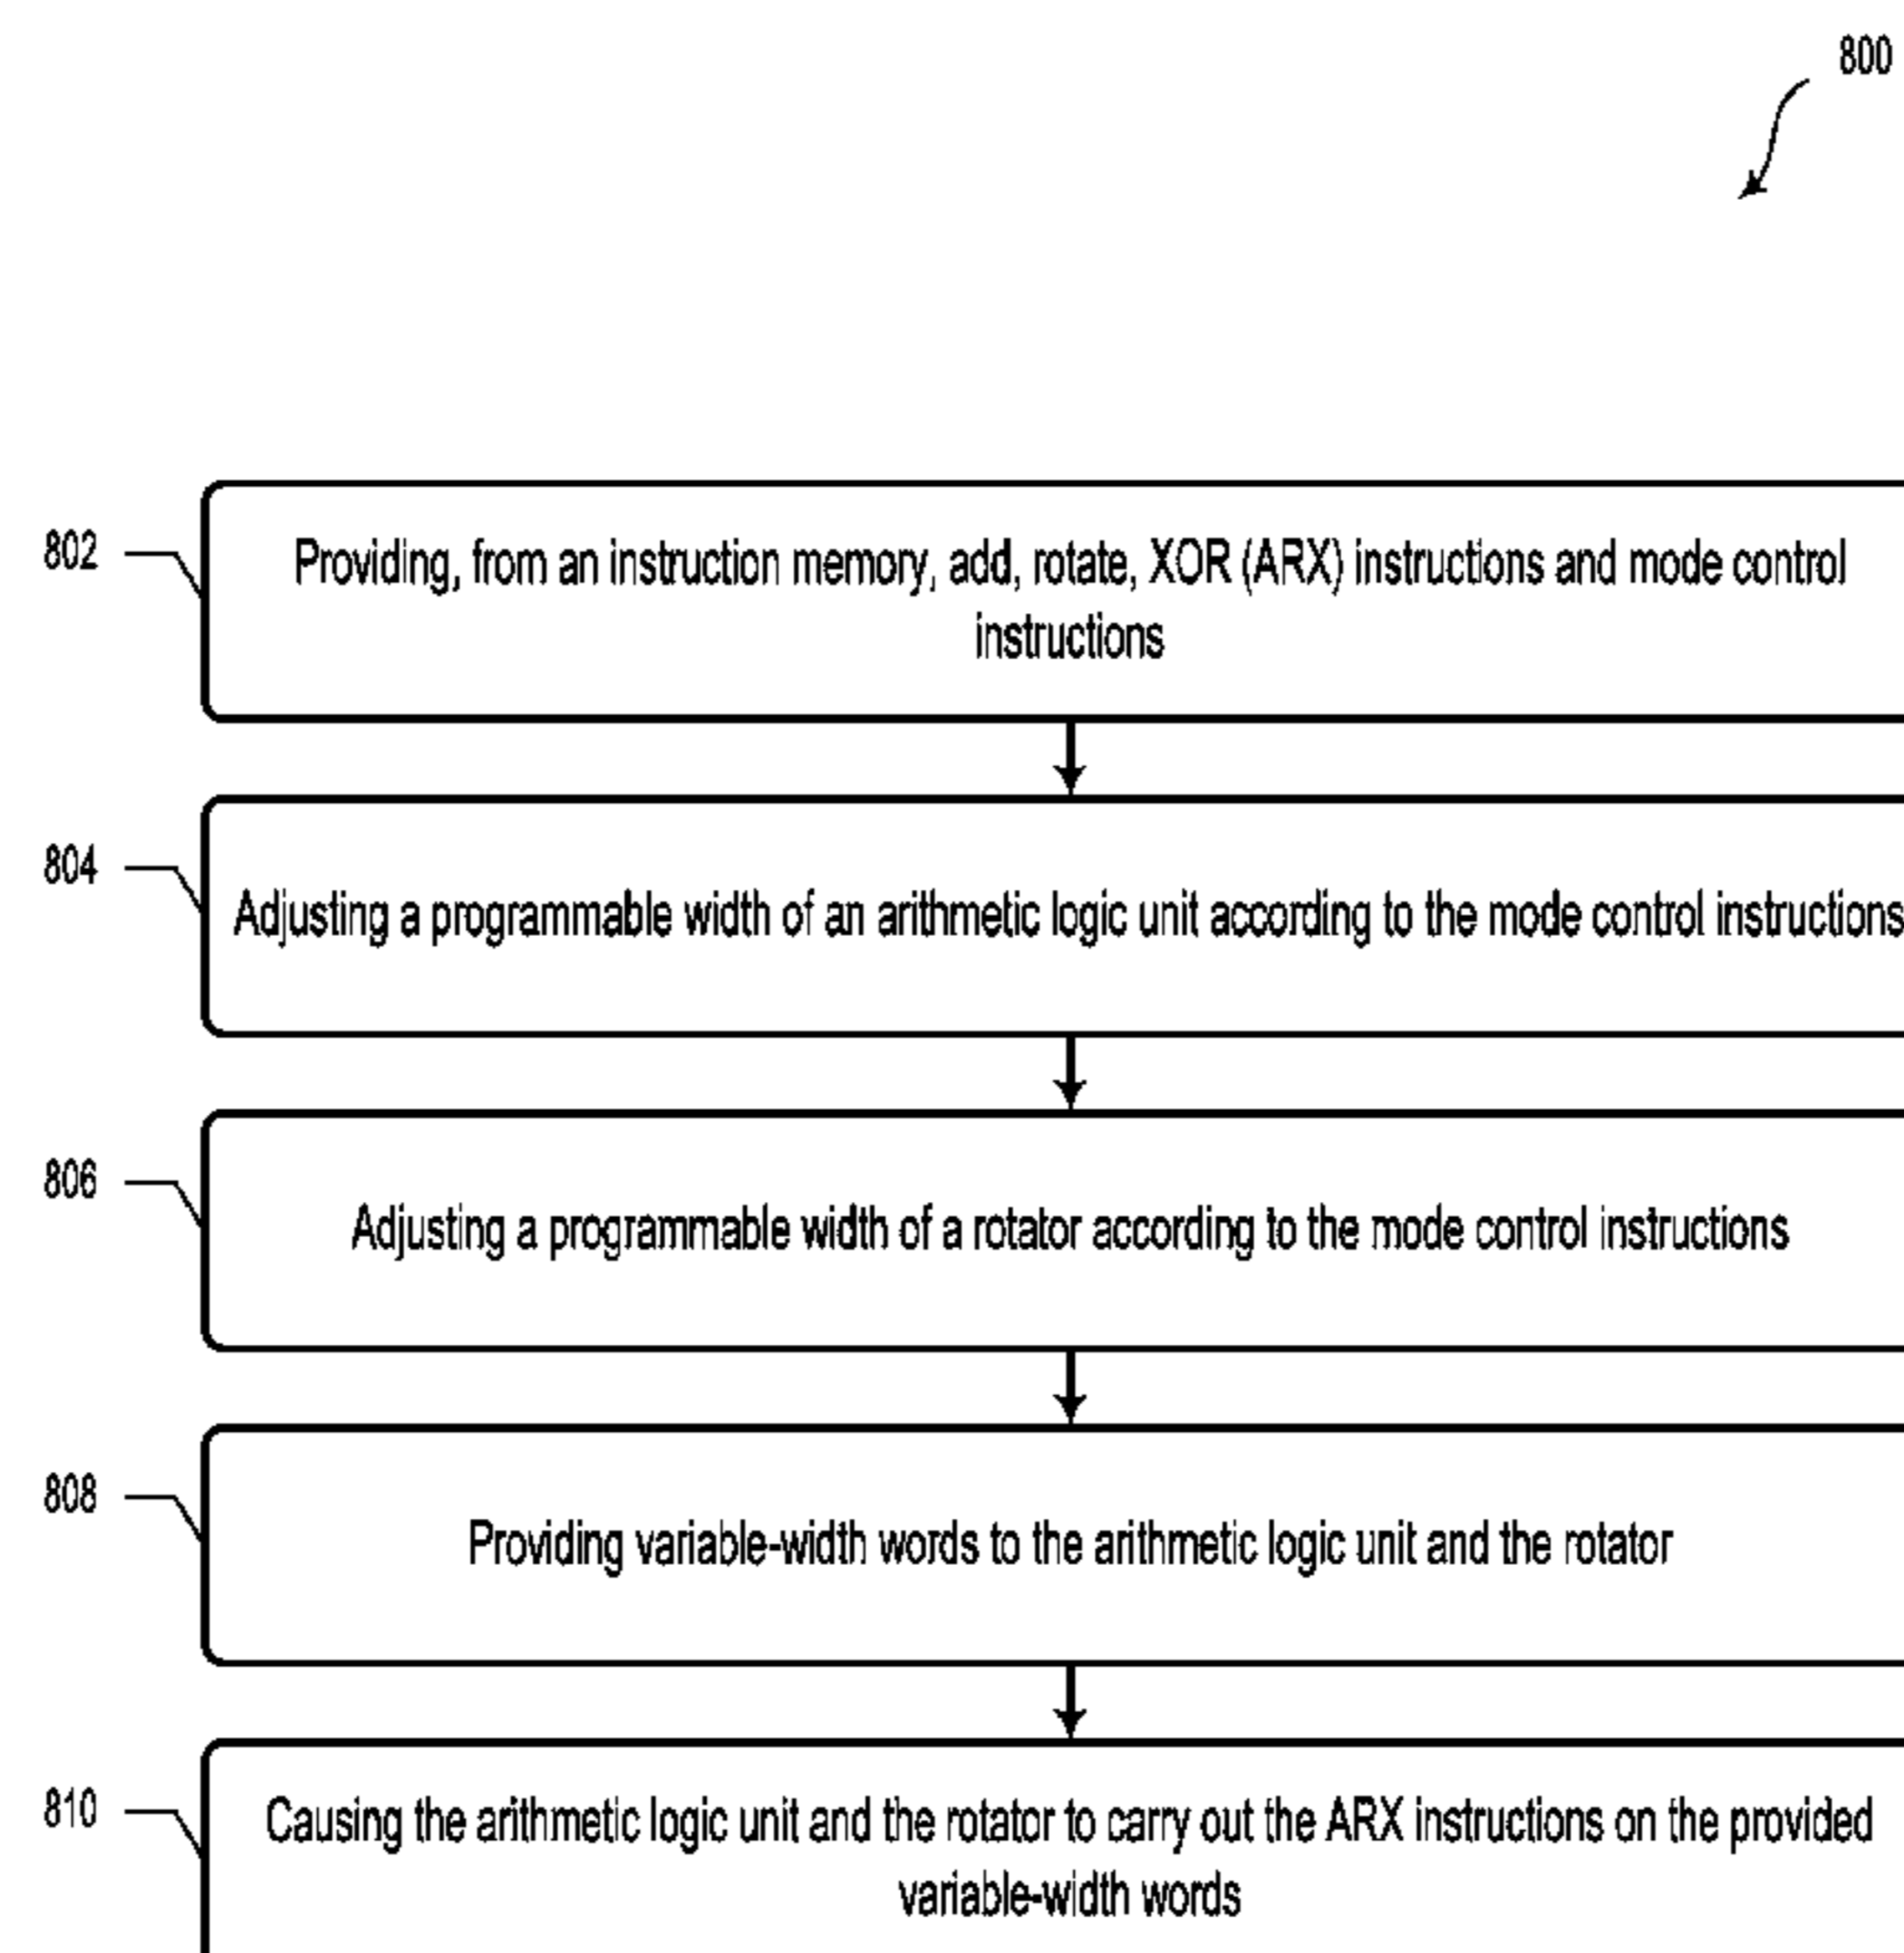 800
802
Providing, from an instruction memory, add, rotate, XOR (ARX) instructions and mode control
instructions
804
Adjusting a programmable width of an arithmetic logic unit according to the mode control instructions
806
Adjusting a programmable width of a rotator according to the mode control instructions
808
Providing variable-width words to the arithmetic logic unit and the rotator
810
Causing the arithmetic logic unit and the rotator to carry out the ARX instructions on the provided
variable-width words